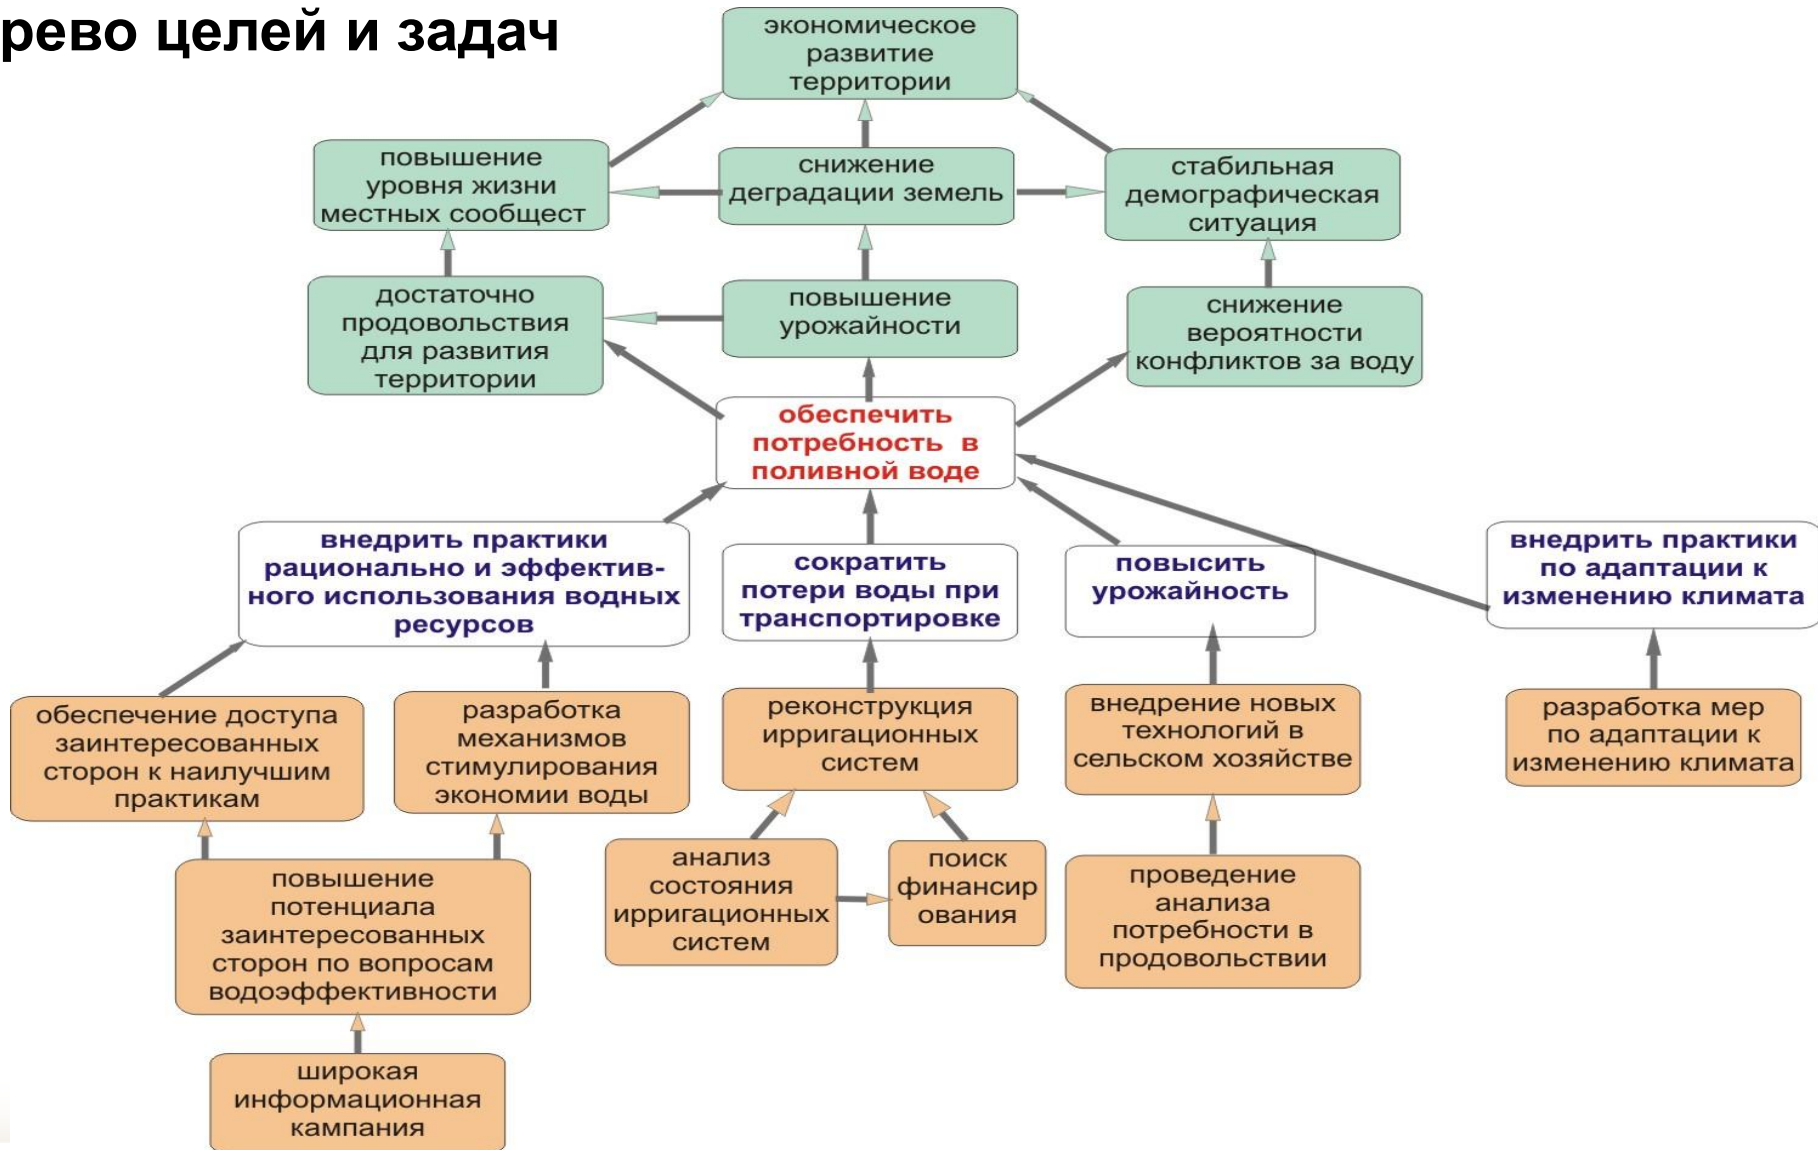 рево целей и задач
экономическое
развитие
территории
повышение
уровня жизни
местных сообщест
снижение
деградации земель
стабильная
демографическая
ситуация
достаточно
продовольствия
для развития
территории
повышение
урожайности
снижение
вероятности
конфликтов за воду
обеспечить
потребность в
поливной воде
внедрить практики
рационально и эффектив-
ного использования водных
ресурсов
сократить
потери воды при
транспортировке
повысить
урожайность
внедрить практики
по адаптации к
изменению климата
обеспечение доступа
заинтересованных
сторон к наилучшим
практикам
разработка
механизмов
стимулирования
экономии воды
реконструкция
ирригационных
систем
внедрение новых
технологий в
сельском хозяйстве
разработка мер
по адаптации к
изменению климата
повышение
потенциала
заинтересованных
сторон по вопросам
водоэффективности
анализ
состояния
ирригационных
систем
поиск
финансир
ования
проведение
анализа
потребности в
продовольствии
широкая
информационная
кампания